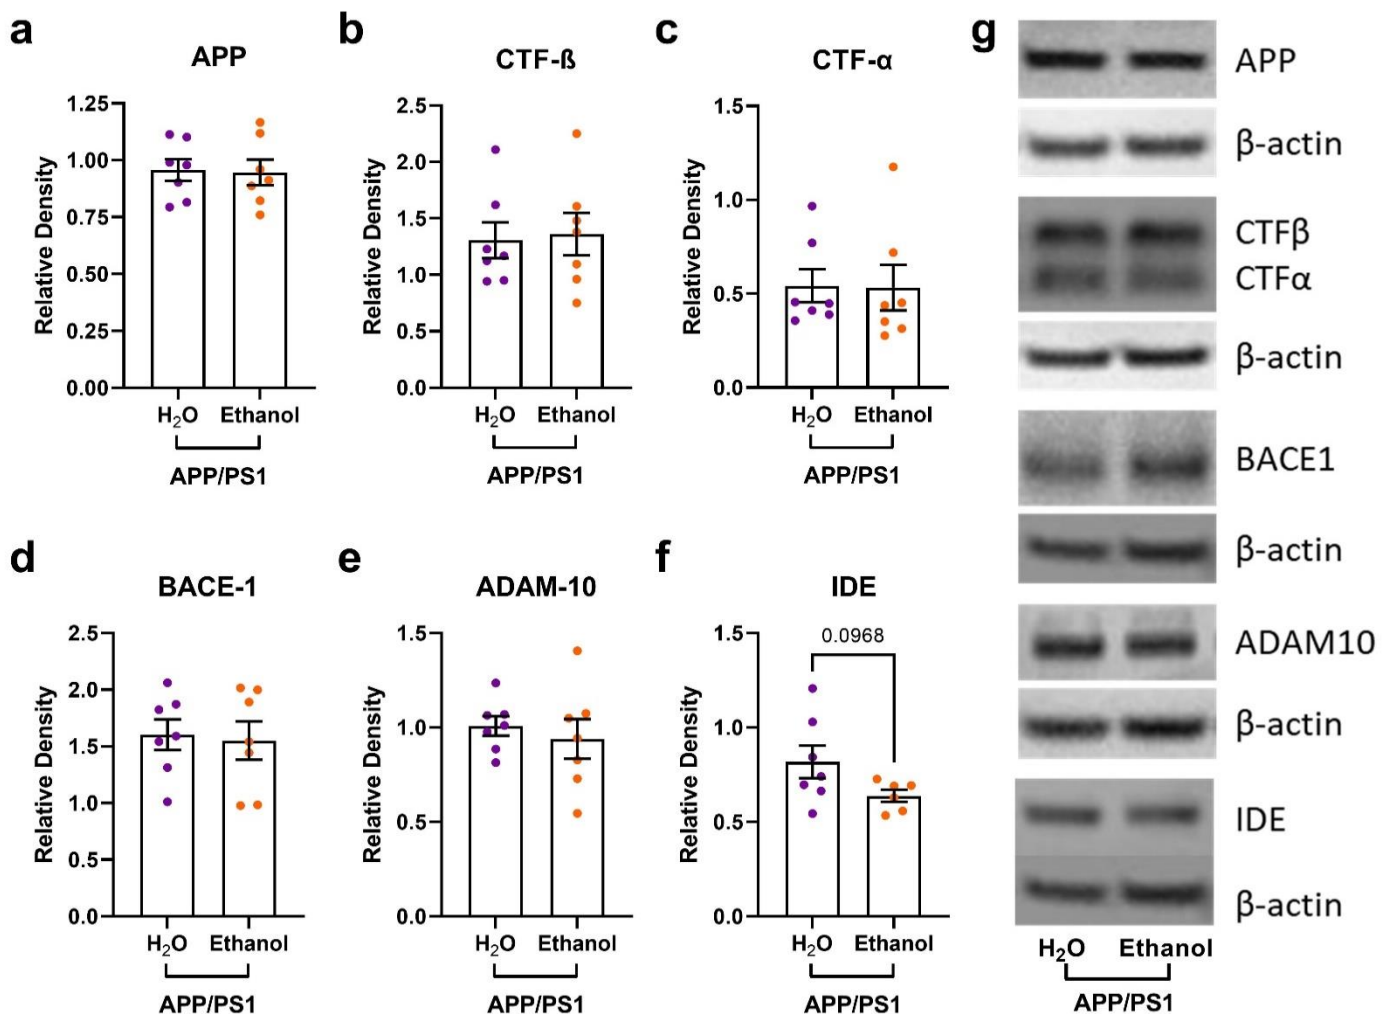 a
APP
Relative Density
1.25
1.00
0.75
0.50
0.25
0.00
H₂O Ethanol
APP/PS1
b
CTF-ß
Relative Density
2.5
2.0
1.5
1.0
0.5
0.0
H₂O Ethanol
APP/PS1
c
CTF-α
Relative Density
1.5
1.0
0.5
0.0
H₂O Ethanol
APP/PS1
d
BACE-1
Relative Density
2.5
2.0
1.5
1.0
0.5
0.0
H₂O Ethanol
APP/PS1
e
ADAM-10
Relative Density
1.5
1.0
0.5
0.0
H₂O Ethanol
APP/PS1
f
IDE
0.0968
Relative Density
1.5
1.0
0.5
0.0
H₂O Ethanol
APP/PS1
g
APP
β-actin
CTFβ
CTFα
β-actin
BACE1
β-actin
ADAM10
β-actin
IDE
β-actin
H₂O Ethanol
APP/PS1